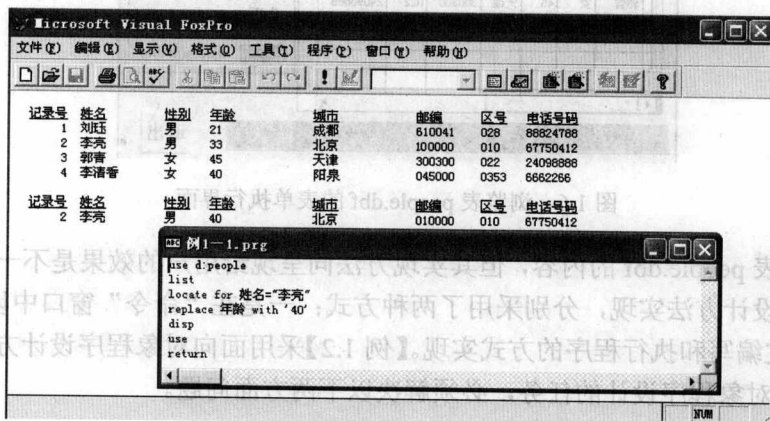 Microsoft Visual FoxPro
文件(F) 编辑(E) 显示(V) 格式(O) 工具(T) 程序(P) 窗口(W) 帮助(H)
记录号 姓名 性别 年龄 城市 邮编 区号 电话号码
1 刘钰 男 21 成都 610041 028 88824788
2 李亮 男 33 北京 100000 010 67750412
3 郭青 女 45 天津 300300 022 24098888
4 李清香 女 40 阳泉 045000 0353 6662266
记录号 姓名 性别 年龄 城市 邮编 区号 电话号码
2 李亮 男 40 北京 010000 010 67750412
例1-1.prg
use d:people
list
locate for 姓名="李亮"
replace 年龄 with '40'
disp
use
return
NUM